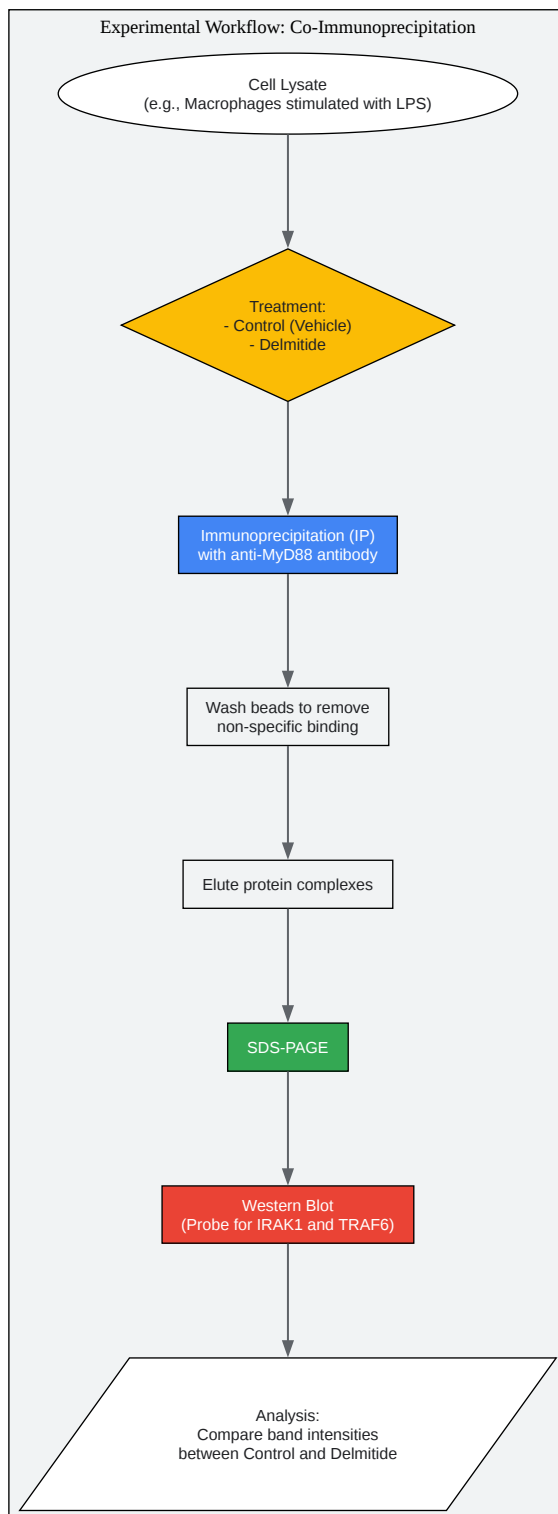 Experimental Workflow: Co-Immunoprecipitation
Cell Lysate
(e.g., Macrophages stimulated with LPS)
Treatment:
- Control (Vehicle)
- Delmitide
Immunoprecipitation (IP)
with anti-MyD88 antibody
Wash beads to remove
non-specific binding
Elute protein complexes
SDS-PAGE
Western Blot
(Probe for IRAK1 and TRAF6)
Analysis:
Compare band intensities
between Control and Delmitide